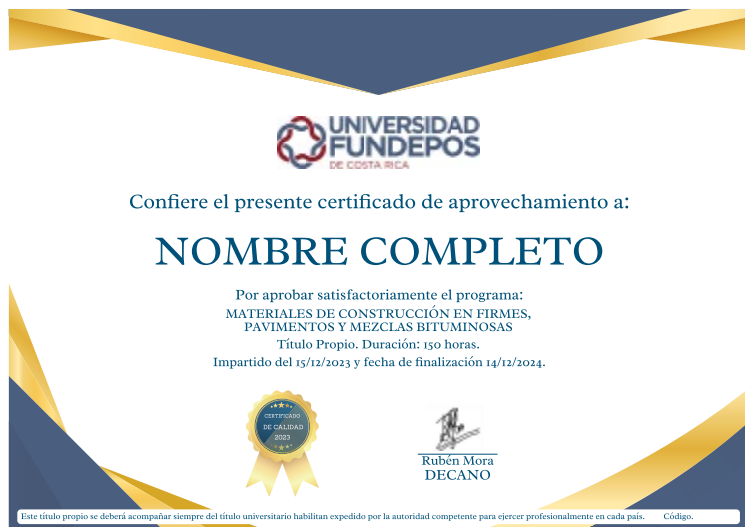 UNIVERSIDAD
FUNDEPOS
DE COSTA RICA
Confiere el presente certificado de aprovechamiento a:
NOMBRE COMPLETO
Por aprobar satisfactoriamente el programa:
MATERIALES DE CONSTRUCCIÓN EN FIRMES,
PAVIMENTOS Y MEZCLAS BITUMINOSAS
Título Propio. Duración: 150 horas.
Impartido del 15/12/2023 y fecha de finalización 14/12/2024.
CERTIFICADO
DE CALIDAD
2023
Rubén Mora
DECANO
Este título propio se deberá acompañar siempre del título universitario habilitan expedido por la autoridad competente para ejercer profesionalmente en cada país. Código.